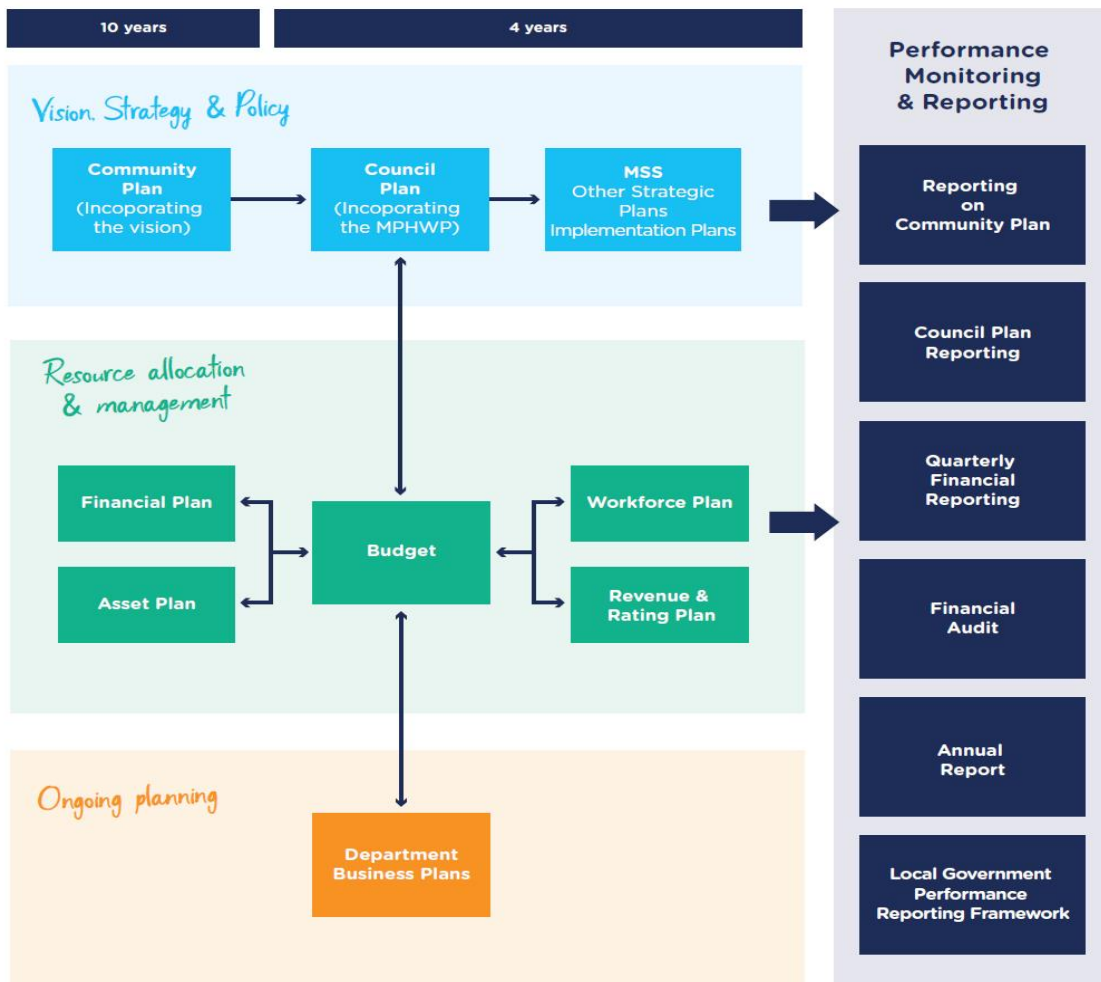 10 years
4 years
Vision, Strategy & Policy
Community
Plan
(Incoporating
the vision)
Council
Plan
(Incoporating
the MPHWP)
MSS
Other Strategic
Plans
Implementation Plans
Resource allocation
& management
Financial Plan
Asset Plan
Budget
Workforce Plan
Revenue &
Rating Plan
Ongoing planning
Department
Business Plans
Performance
Monitoring
& Reporting
Reporting
on
Community Plan
Council Plan
Reporting
Quarterly
Financial
Reporting
Financial
Audit
Annual
Report
Local Government
Performance
Reporting Framework